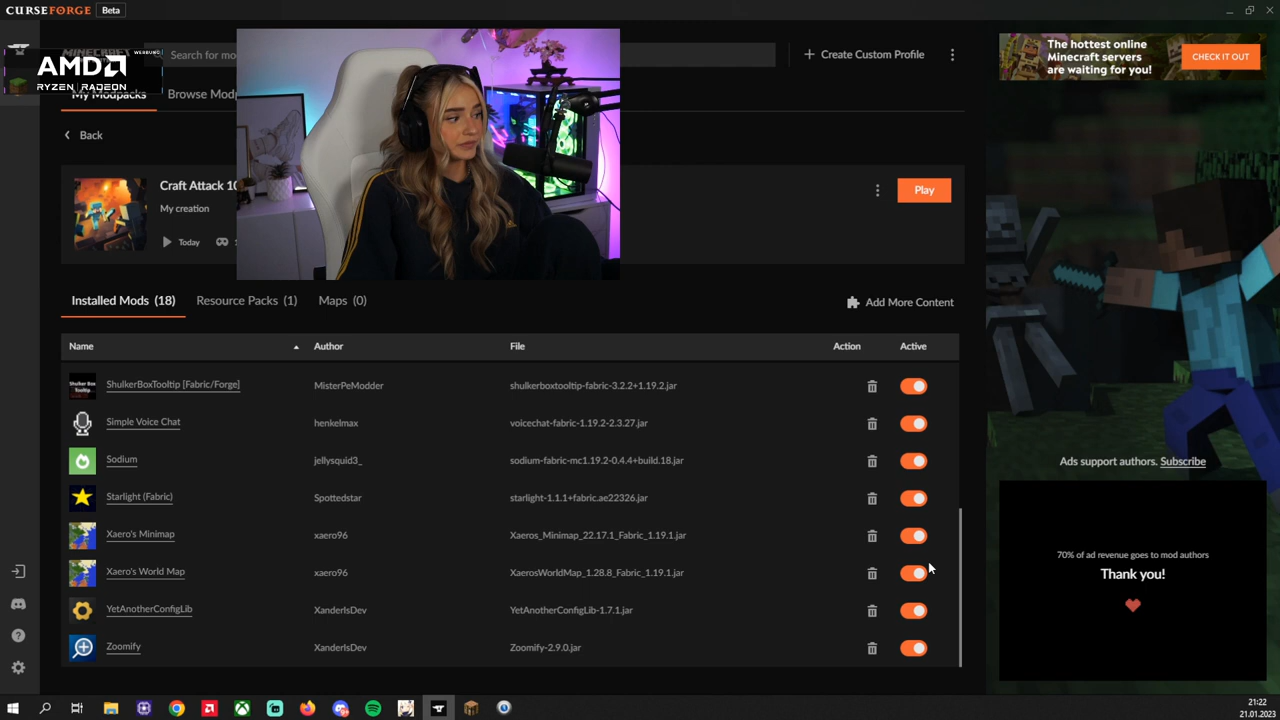 CURSEFORGE Beta
MINECRAFT
WERBUNG
AMD
RYZEN | RADEON
Search for mo
Create Custom Profile
My Modpacks
Browse Modp
Back
Craft Attack 10
My creation
Today
Play
Installed Mods (18)
Resource Packs (1)
Maps (0)
Add More Content
Name Author File Action Active
ShulkerBoxTooltip [Fabric/Forge] MisterPeModder shulkerboxtooltip-fabric-3.2.2+1.19.2.jar
Simple Voice Chat henkelmax voicechat-fabric-1.19.2-2.3.27.jar
Sodium jellysquid3_ sodium-fabric-mc1.19.2-0.4.4+build.18.jar
Starlight (Fabric) Spottedstar starlight-1.1.1+fabric.ae22326.jar
Xaero's Minimap xaero96 Xaeros_Minimap_22.17.1_Fabric_1.19.1.jar
Xaero's World Map xaero96 XaerosWorldMap_1.28.8_Fabric_1.19.1.jar
YetAnotherConfigLib XanderIsDev YetAnotherConfigLib-1.7.1.jar
Zoomify XanderIsDev Zoomify-2.9.0.jar
The hottest online
Minecraft servers
are waiting for you!
CHECK IT OUT
Ads support authors. Subscribe
70% of ad revenue goes to mod authors
Thank you!
21:22
21.01.2023